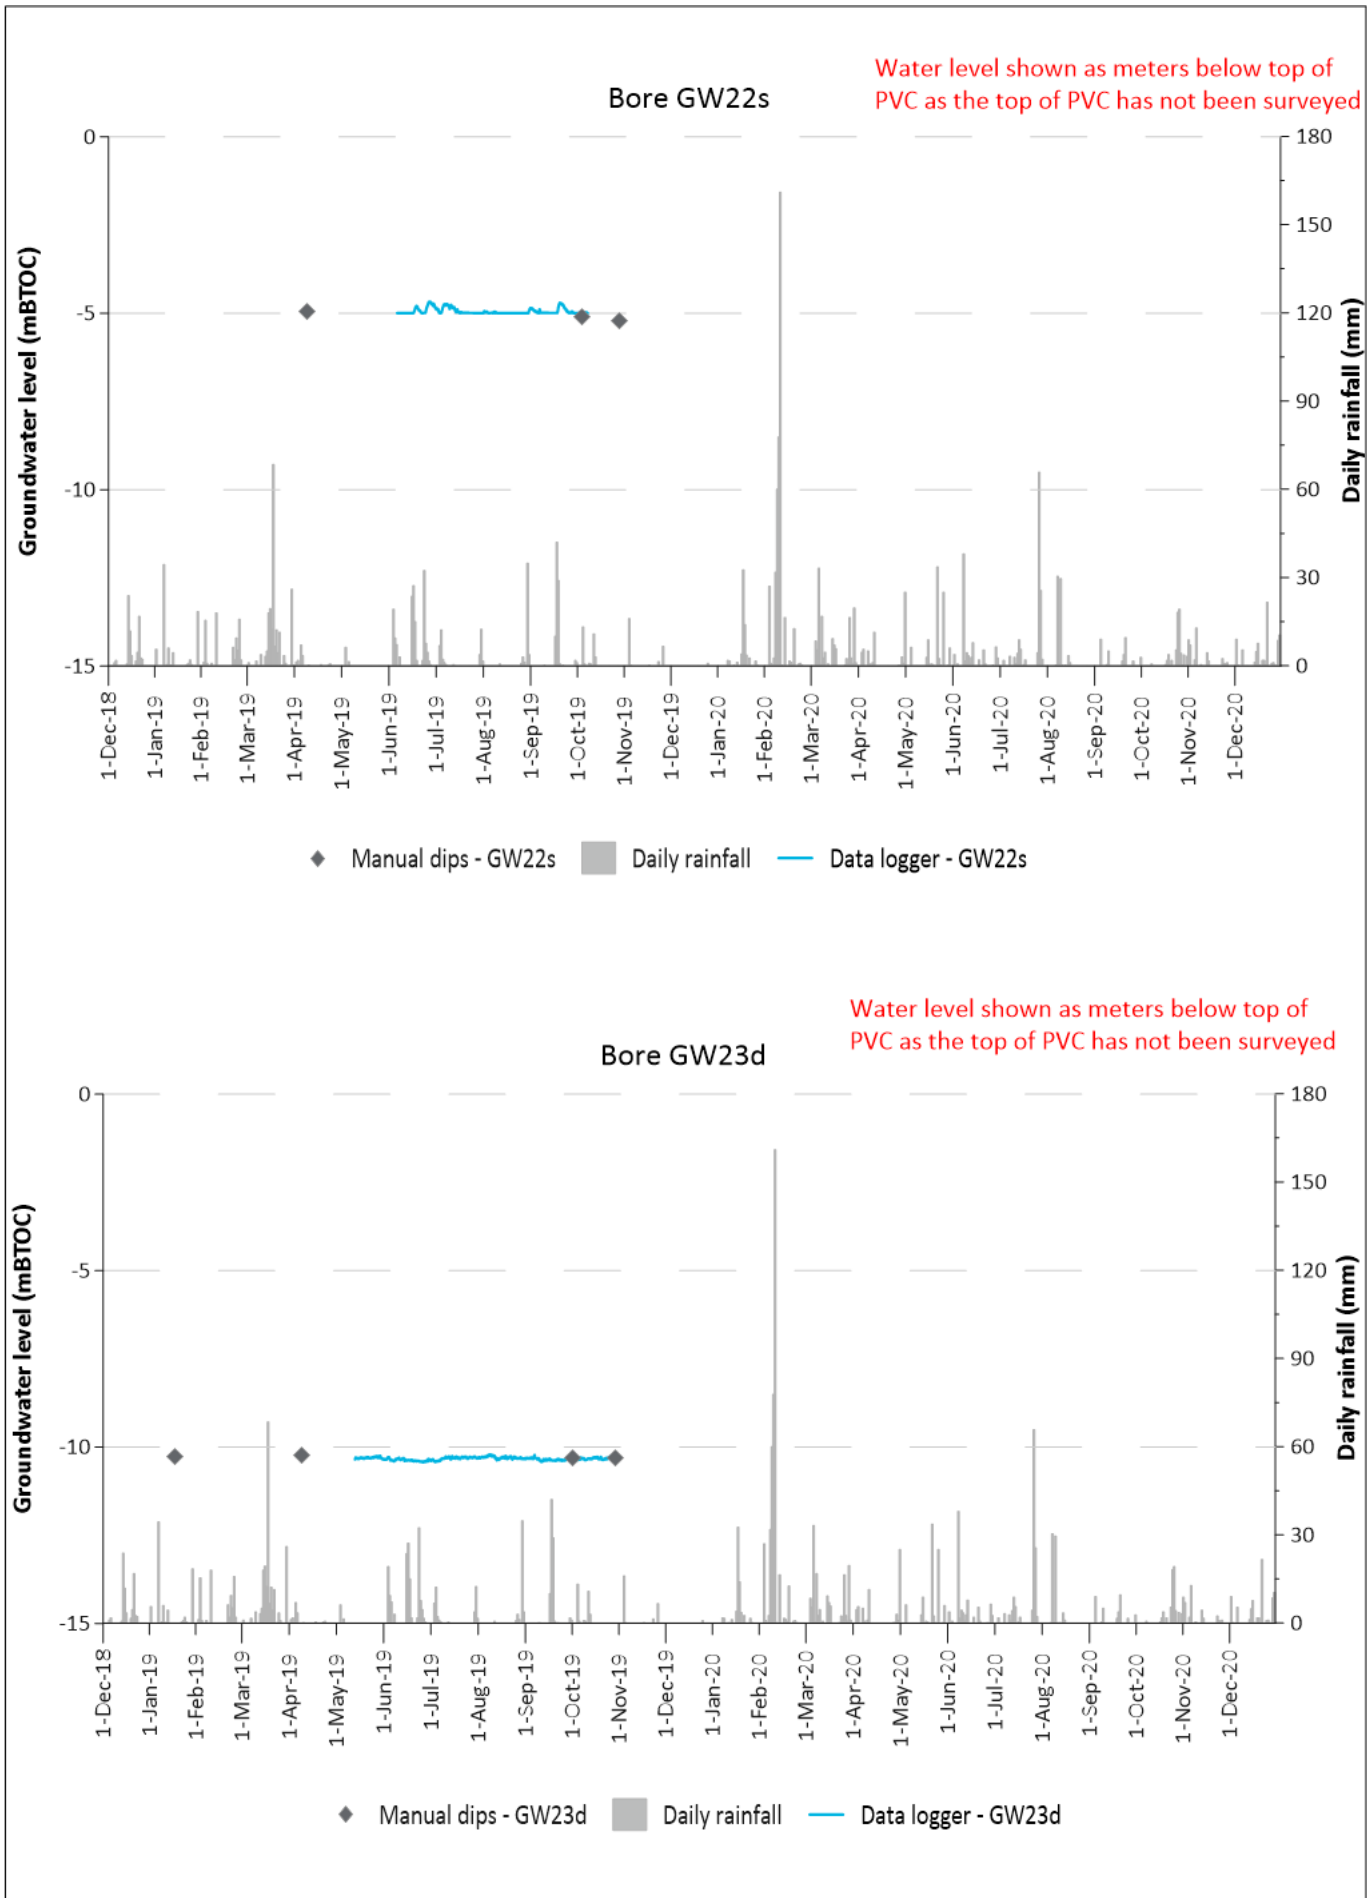 Water level shown as meters below top of
PVC as the top of PVC has not been surveyed
Bore GW22s
Groundwater level (mBTOC)
0
-5
-10
-15
180
150
120
90
60
30
0
Daily rainfall (mm)
1-Dec-18
1-Jan-19
1-Feb-19
1-Mar-19
1-Apr-19
1-May-19
1-Jun-19
1-Jul-19
1-Aug-19
1-Sep-19
1-Oct-19
1-Nov-19
1-Dec-19
1-Jan-20
1-Feb-20
1-Mar-20
1-Apr-20
1-May-20
1-Jun-20
1-Jul-20
1-Aug-20
1-Sep-20
1-Oct-20
1-Nov-20
1-Dec-20
Manual dips - GW22s Daily rainfall Data logger - GW22s
Water level shown as meters below top of
PVC as the top of PVC has not been surveyed
Bore GW23d
Groundwater level (mBTOC)
0
-5
-10
-15
180
150
120
90
60
30
0
Daily rainfall (mm)
1-Dec-18
1-Jan-19
1-Feb-19
1-Mar-19
1-Apr-19
1-May-19
1-Jun-19
1-Jul-19
1-Aug-19
1-Sep-19
1-Oct-19
1-Nov-19
1-Dec-19
1-Jan-20
1-Feb-20
1-Mar-20
1-Apr-20
1-May-20
1-Jun-20
1-Jul-20
1-Aug-20
1-Sep-20
1-Oct-20
1-Nov-20
1-Dec-20
Manual dips - GW23d Daily rainfall Data logger - GW23d